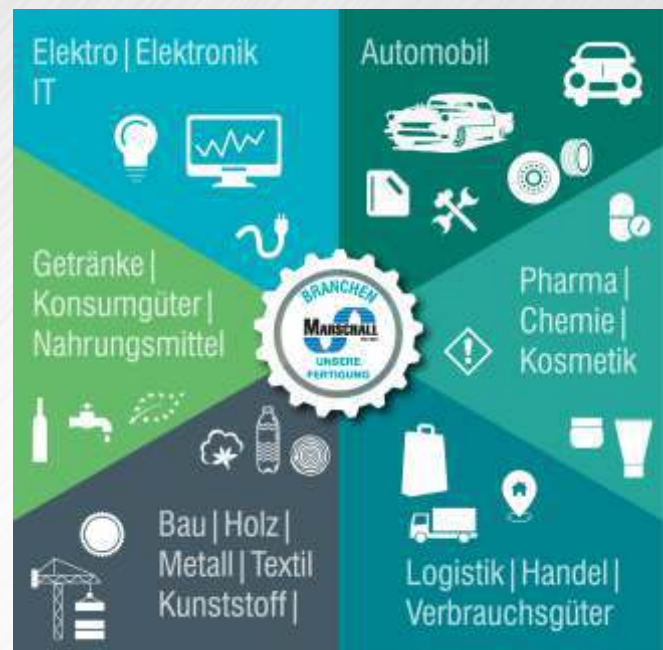 Elektro | Elektronik
IT
Automobil
Getränke |
Konsumgüter |
Nahrungsmittel
BRANCHEN
MARSCHALL
UNSERE
FERTIGUNG
Pharma |
Chemie |
Kosmetik
Bau | Holz |
Metall | Textil
Kunststoff |
Logistik | Handel |
Verbrauchsgüter